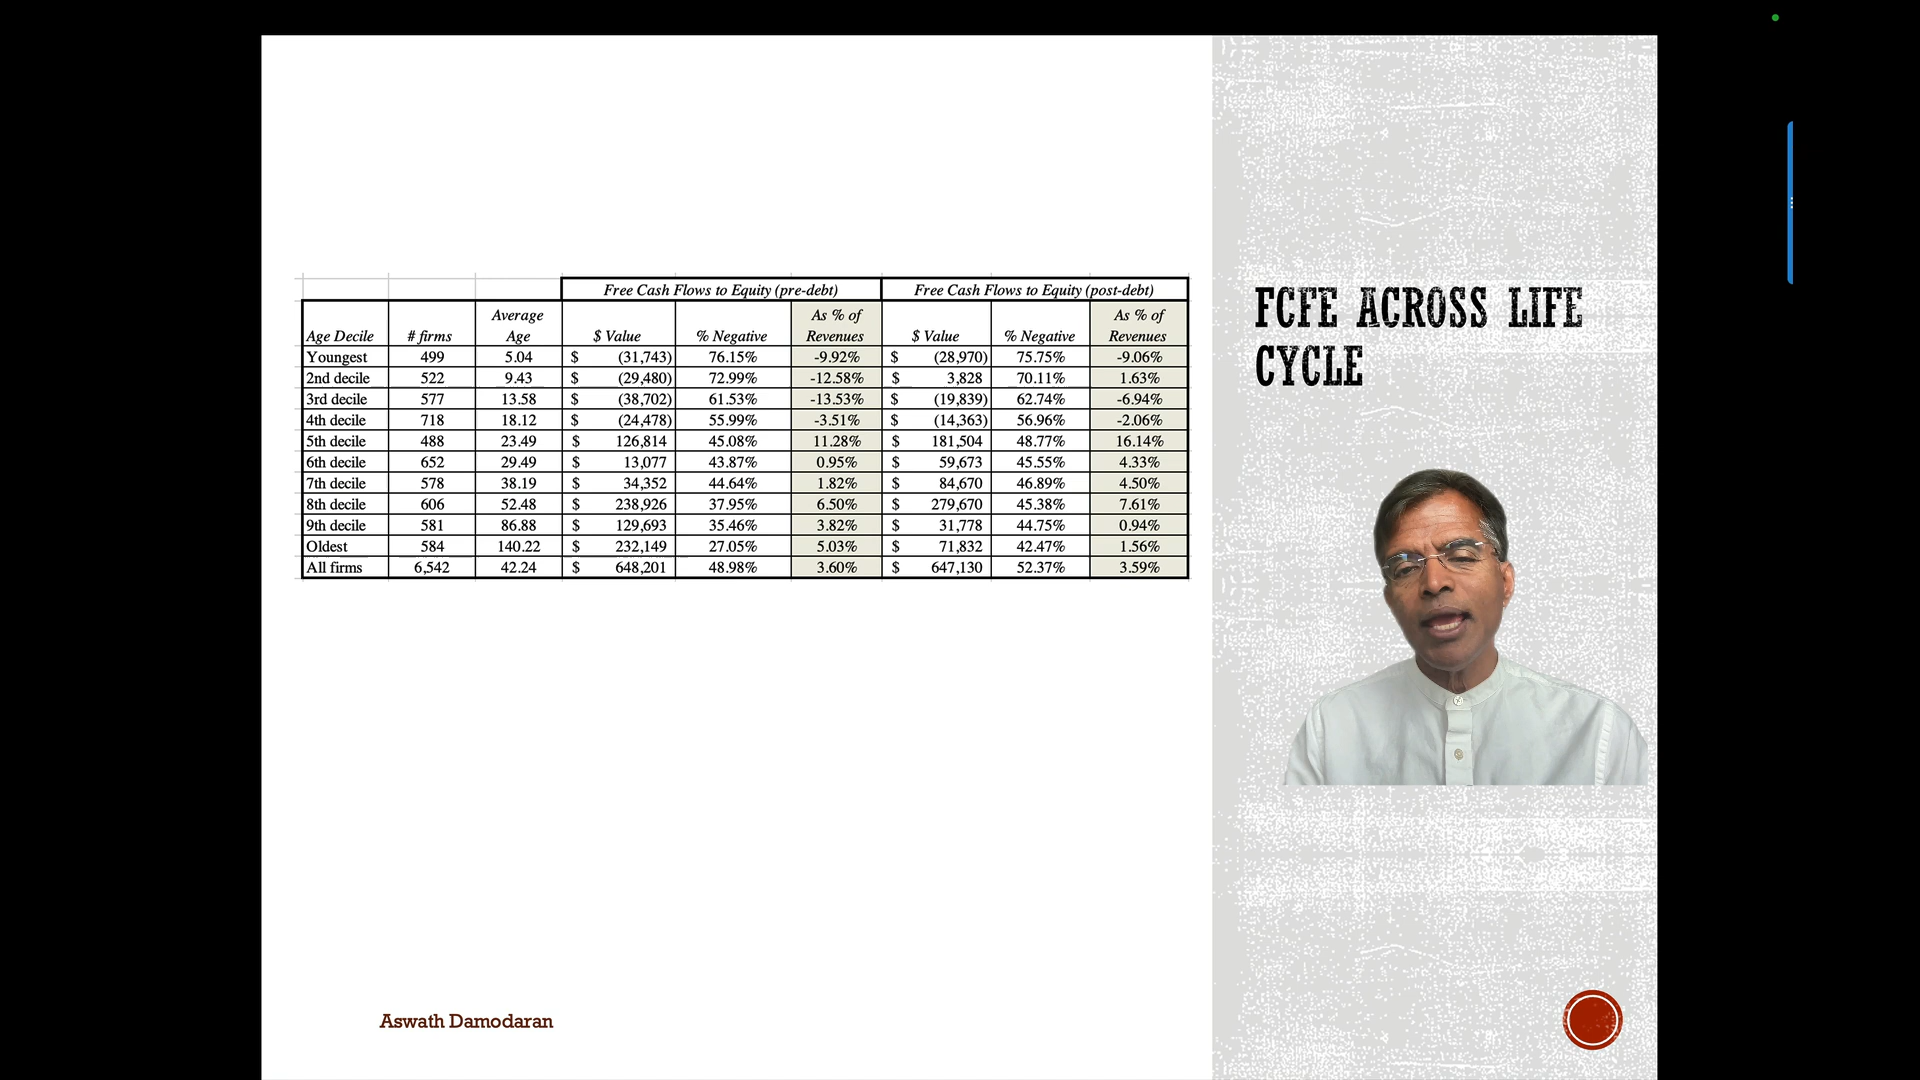 Free Cash Flows to Equity (pre-debt) Free Cash Flows to Equity (post-debt)
Age Decile # firms Average Age $ Value % Negative As % of Revenues $ Value % Negative As % of Revenues
Youngest 499 5.04 $ (31,743) 76.15% -9.92% $ (28,970) 75.75% -9.06%
2nd decile 522 9.43 $ (29,480) 72.99% -12.58% $ 3,828 70.11% 1.63%
3rd decile 577 13.58 $ (38,702) 61.53% -13.53% $ (19,839) 62.74% -6.94%
4th decile 718 18.12 $ (24,478) 55.99% -3.51% $ (14,363) 56.96% -2.06%
5th decile 488 23.49 $ 126,814 45.08% 11.28% $ 181,504 48.77% 16.14%
6th decile 652 29.49 $ 13,077 43.87% 0.95% $ 59,673 45.55% 4.33%
7th decile 578 38.19 $ 34,352 44.64% 1.82% $ 84,670 46.89% 4.50%
8th decile 606 52.48 $ 238,926 37.95% 6.50% $ 279,670 45.38% 7.61%
9th decile 581 86.88 $ 129,693 35.46% 3.82% $ 31,778 44.75% 0.94%
Oldest 584 140.22 $ 232,149 27.05% 5.03% $ 71,832 42.47% 1.56%
All firms 6,542 42.24 $ 648,201 48.98% 3.60% $ 647,130 52.37% 3.59%
FCFE ACROSS LIFE
CYCLE
Aswath Damodaran